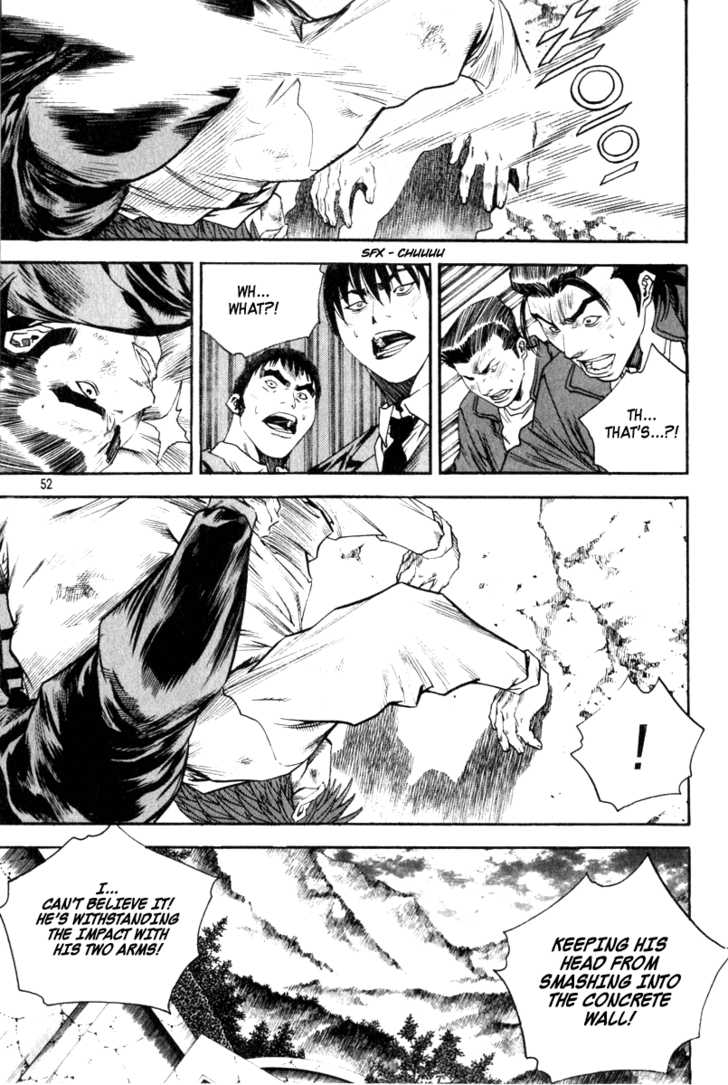 SFX - CHUUUU
TH...
THAT'S...?!
WH...
WHAT?!
52
!
KEEPING HIS
HEAD FROM
SMASHING INTO
THE CONCRETE
WALL!
I...
CAN'T BELIEVE IT!
HE'S WITHSTANDING
THE IMPACT WITH
HIS TWO ARMS!